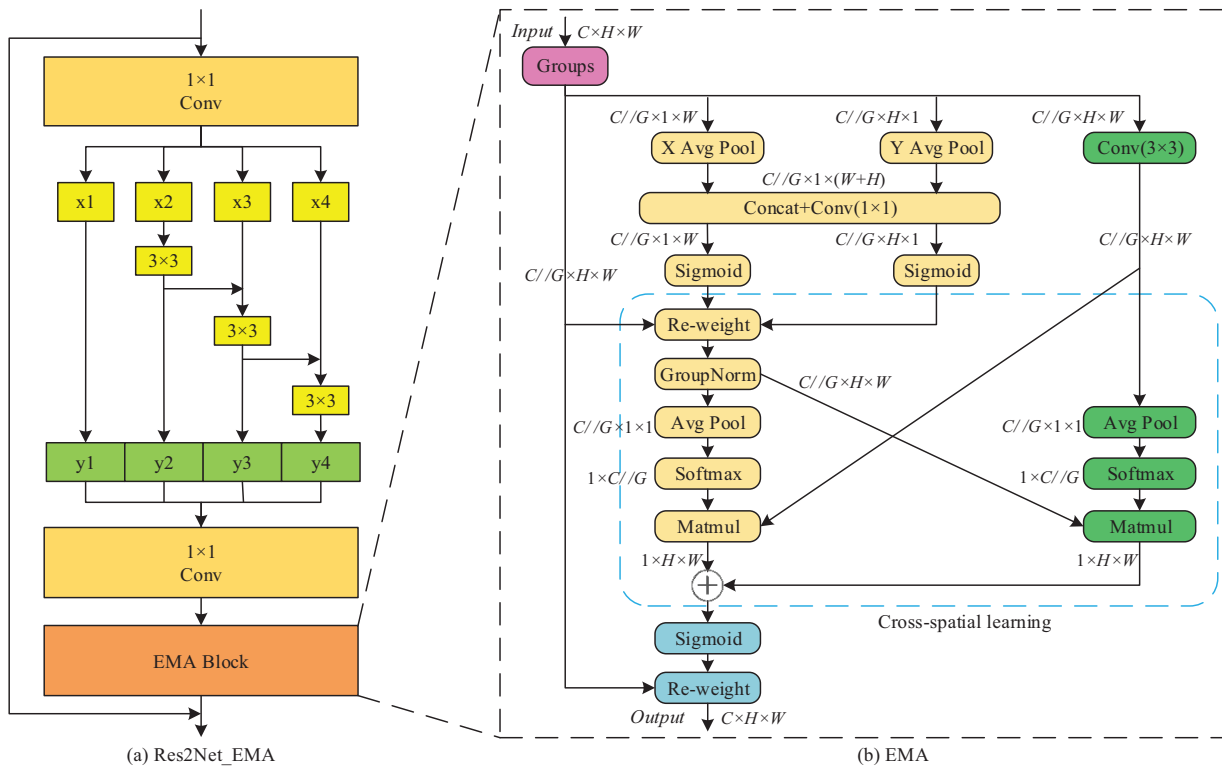 1×1
Conv
x1 x2 x3 x4
3×3
3×3
3×3
y1 y2 y3 y4
1×1
Conv
EMA Block
(a) Res2Net_EMA
Input C×H×W
Groups
C//G×1×W C//G×H×1 C//G×H×W
X Avg Pool Y Avg Pool Conv(3×3)
C//G×1×(W+H)
Concat+Conv(1×1)
C//G×1×W C//G×H×1 C//G×H×W
C//G×H×W Sigmoid Sigmoid
Re-weight
GroupNorm C//G×H×W
C//G×1×1 Avg Pool C//G×1×1 Avg Pool
1×C//G Softmax 1×C//G Softmax
Matmul Matmul
1×H×W 1×H×W
+
Cross-spatial learning
Sigmoid
Re-weight
Output C×H×W
(b) EMA